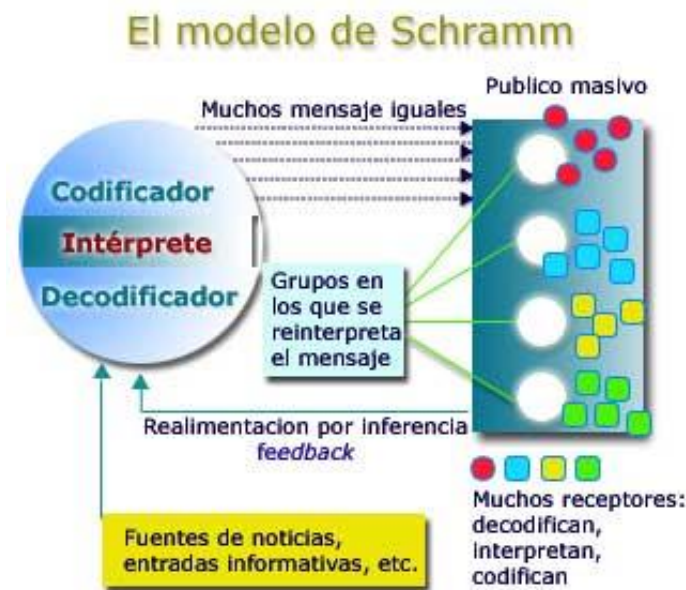 El modelo de Schramm
Publico masivo
Muchos mensaje iguales
Codificador
Intérprete
Decodificador
Grupos en
los que se
reinterpreta
el mensaje
Realimentacion por inferencia
feedback
Fuentes de noticias,
entradas informativas, etc.
Muchos receptores:
decodifican,
interpretan,
codifican